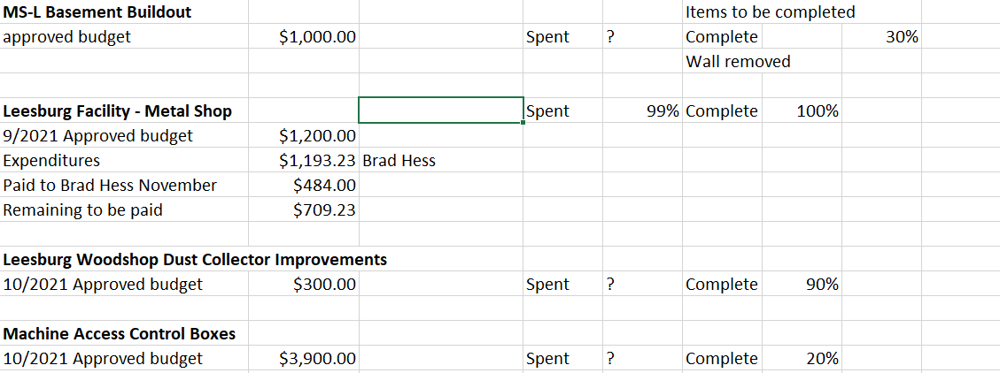 MS-L Basement Buildout Items to be completed
approved budget $1,000.00 Spent ? Complete 30%
Wall removed
Leesburg Facility - Metal Shop Spent 99% Complete 100%
9/2021 Approved budget $1,200.00
Expenditures $1,193.23 Brad Hess
Paid to Brad Hess November $484.00
Remaining to be paid $709.23
Leesburg Woodshop Dust Collector Improvements
10/2021 Approved budget $300.00 Spent ? Complete 90%
Machine Access Control Boxes
10/2021 Approved budget $3,900.00 Spent ? Complete 20%